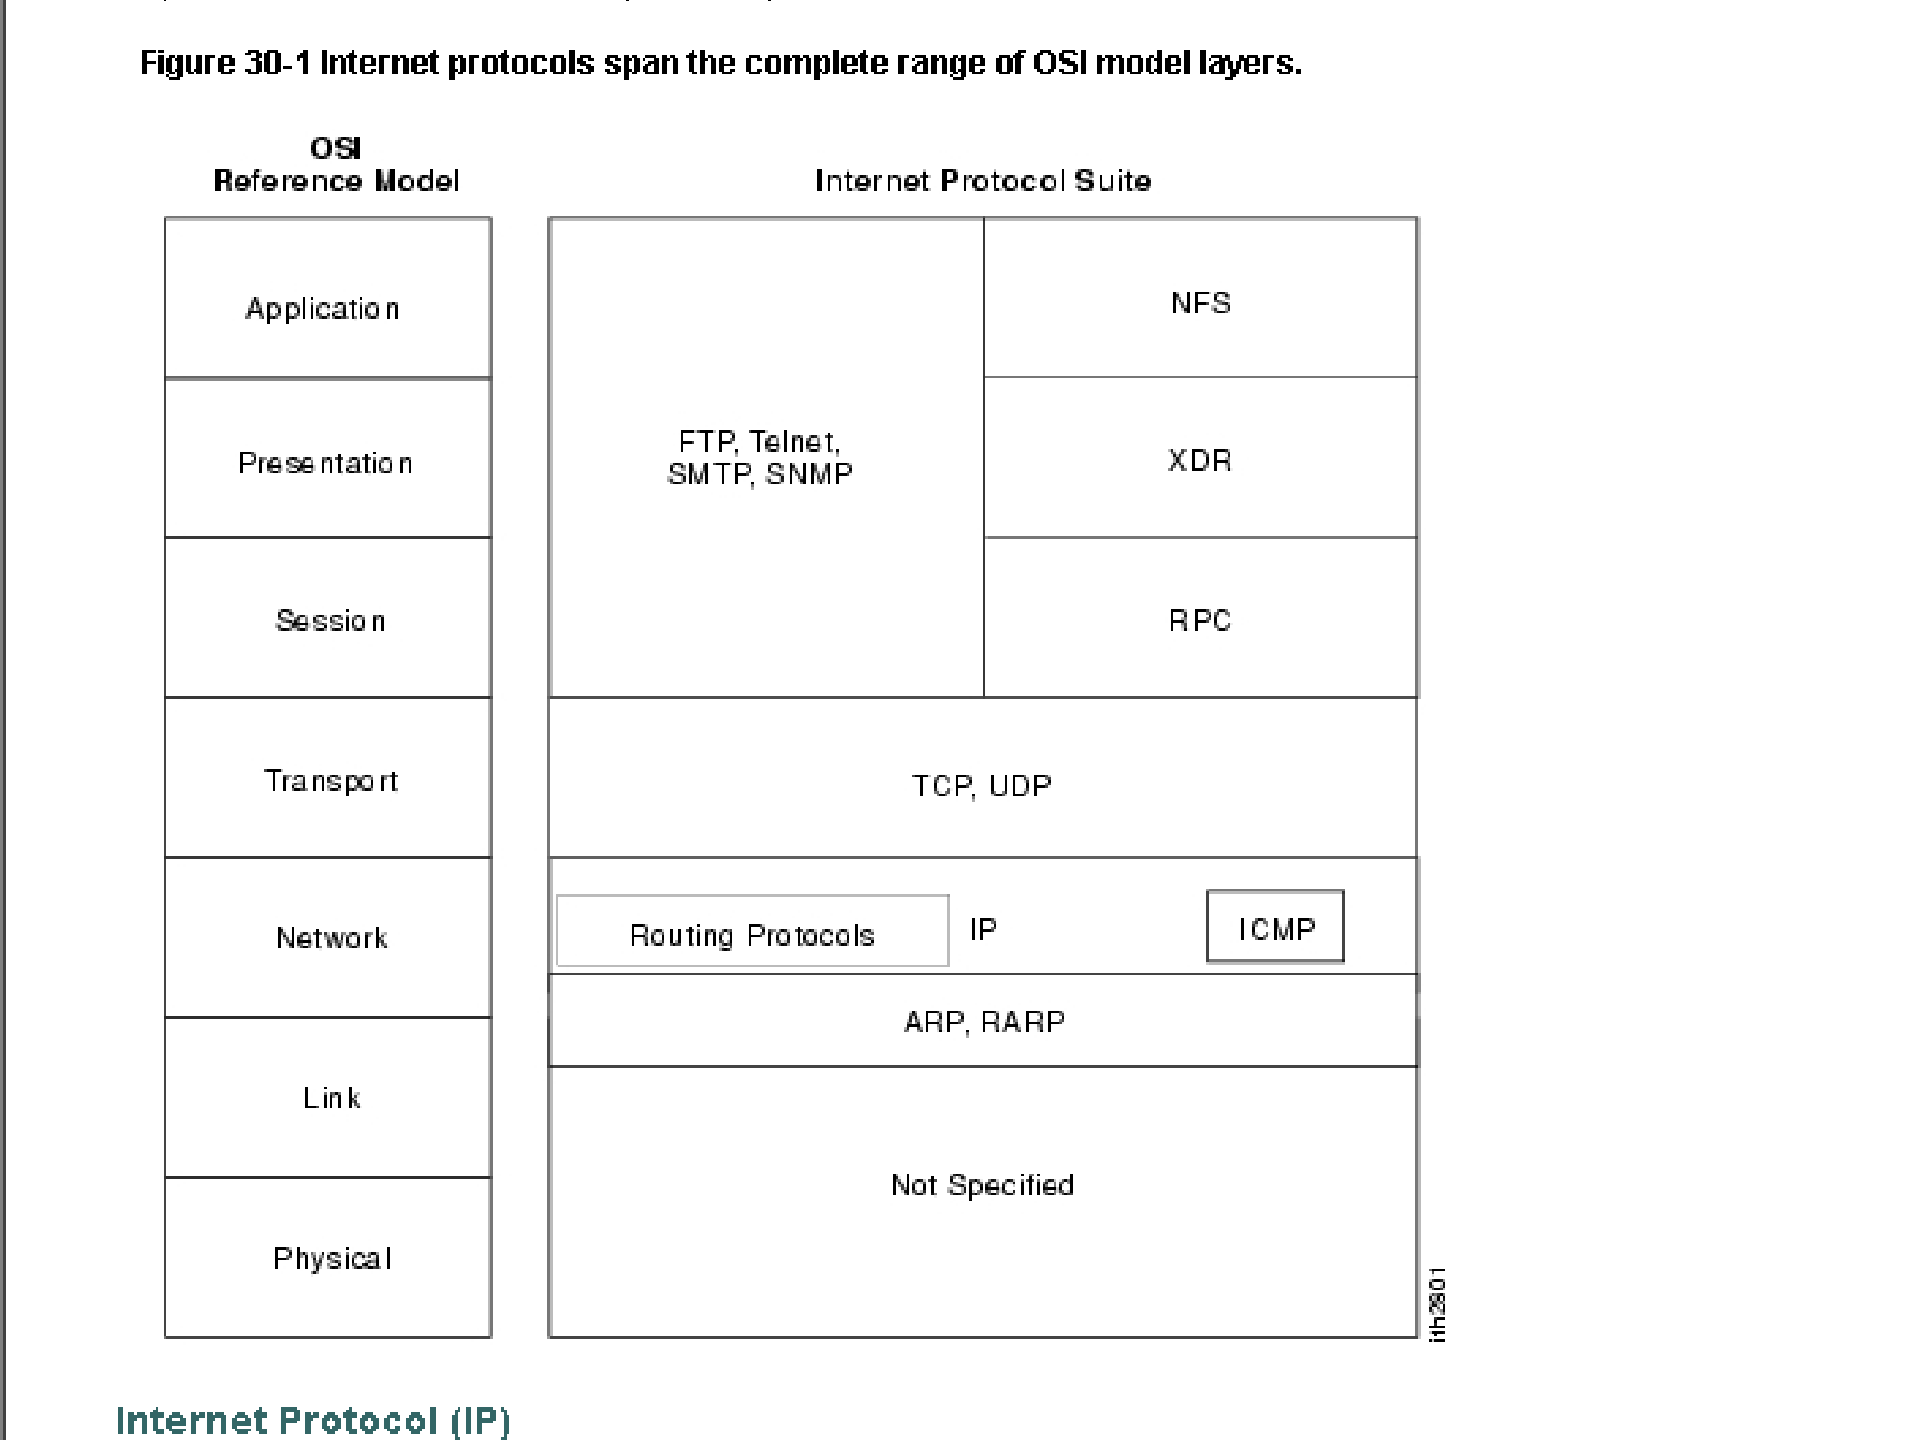 Figure 30-1 Internet protocols span the complete range of OSI model layers.
OSI
Reference Model
Internet Protocol Suite
Application
Presentation
Session
Transport
Network
Link
Physical
FTP, Telnet,
SMTP, SNMP
NFS
XDR
RPC
TCP, UDP
Routing Protocols
IP
ICMP
ARP, RARP
Not Specified
ith2801
Internet Protocol (IP)